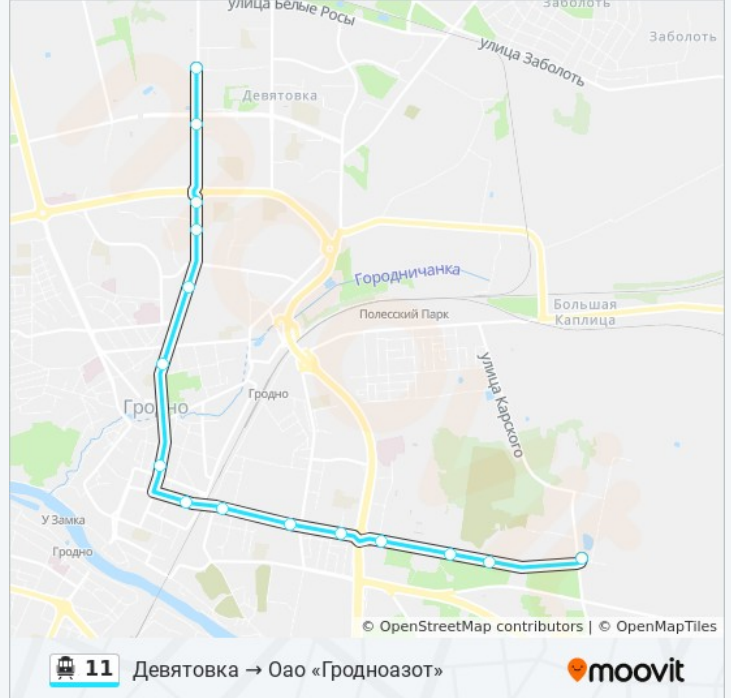 улица Белые Росы
Заболоть
Заболоть
улица Заболоть
Девятовка
Городничанка
Большая
Каплица
Полесский Парк
улица Карского
Гродно
Гродно
У Замка
Гродно
© OpenStreetMap contributors | © OpenMapTiles
11 Девятовка → Оао «Гродноазот»
moovit